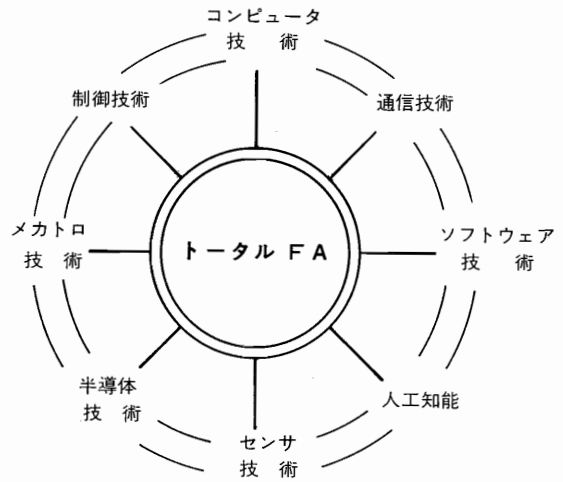 コンピュータ
技 術
制御技術
通信技術
メカトロ
技 術
トータル FA
ソフトウェア
技 術
半導体
技 術
人工知能
センサ
技 術